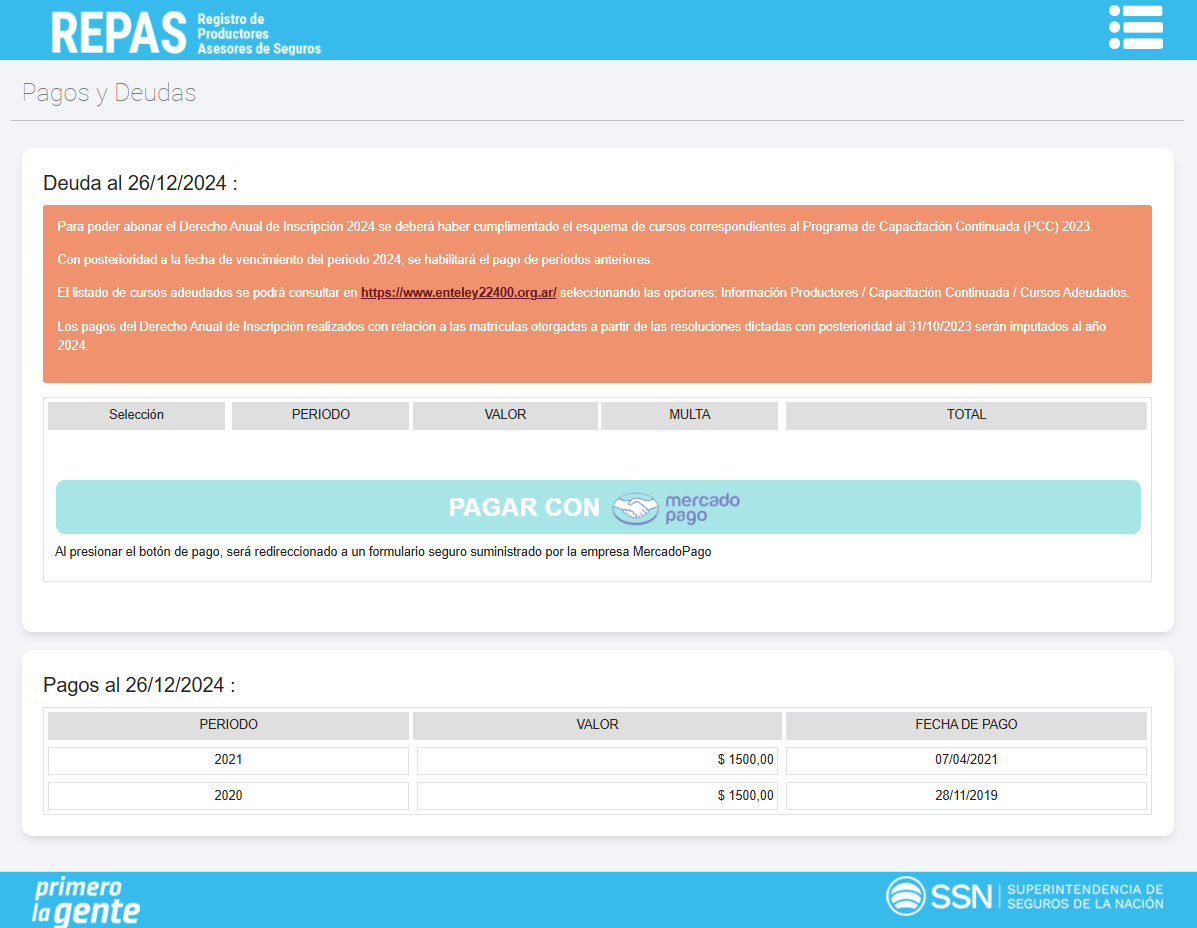 REPAS Registro de
Productores
Asesores de Seguros
Pagos y Deudas
Deuda al 26/12/2024 :
Para poder abonar el Derecho Anual de Inscripción 2024 se deberá haber cumplimentado el esquema de cursos correspondientes al Programa de Capacitación Continuada (PCC) 2023.
Con posterioridad a la fecha de vencimiento del periodo 2024, se habilitará el pago de períodos anteriores.
El listado de cursos adeudados se podrá consultar en https://www.enteley22400.org.ar/ seleccionando las opciones: Información Productores / Capacitación Continuada / Cursos Adeudados.
Los pagos del Derecho Anual de Inscripción realizados con relación a las matrículas otorgadas a partir de las resoluciones dictadas con posterioridad al 31/10/2023 serán imputados al año
2024.
Selección PERIODO VALOR MULTA TOTAL
PAGAR CON mercado
pago
Al presionar el botón de pago, será redireccionado a un formulario seguro suministrado por la empresa MercadoPago
Pagos al 26/12/2024 :
PERIODO VALOR FECHA DE PAGO
2021 $ 1500,00 07/04/2021
2020 $ 1500,00 28/11/2019
primero
la gente
SSN SUPERINTENDENCIA DE
SEGUROS DE LA NACIÓN